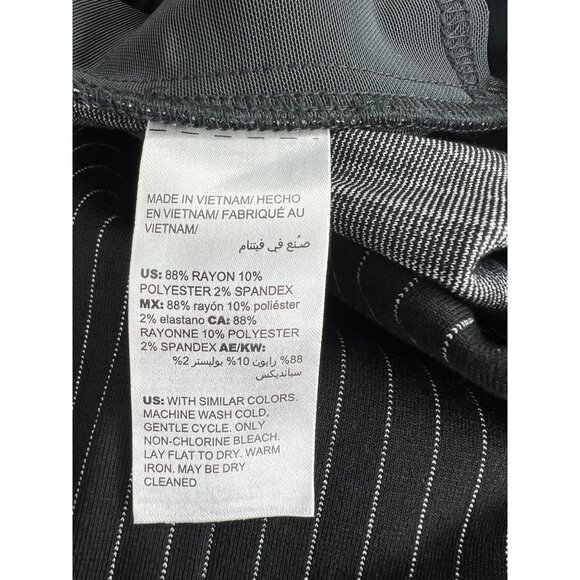 MADE IN VIETNAM/ HECHO
EN VIETNAM/ FABRIQUÉ AU
VIETNAM/
صُنع في فيتنام
US: 88% RAYON 10%
POLYESTER 2% SPANDEX
MX: 88% rayón 10% poliéster
2% elastano CA: 88%
RAYONNE 10% POLYESTER
2% SPANDEX AE/KW:
88% رايون 10% بوليستر 2%
سباندیکس
US: WITH SIMILAR COLORS.
MACHINE WASH COLD,
GENTLE CYCLE. ONLY
NON-CHLORINE BLEACH.
LAY FLAT TO DRY. WARM
IRON. MAY BE DRY
CLEANED